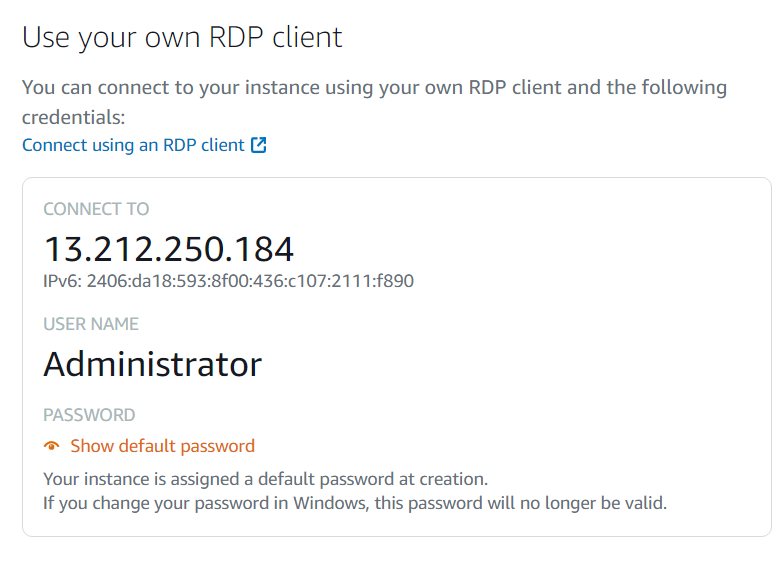 Use your own RDP client
You can connect to your instance using your own RDP client and the following
credentials:
Connect using an RDP client
CONNECT TO
13.212.250.184
IPv6: 2406:da18:593:8f00:436:c107:2111:f890
USER NAME
Administrator
PASSWORD
Show default password
Your instance is assigned a default password at creation.
If you change your password in Windows, this password will no longer be valid.